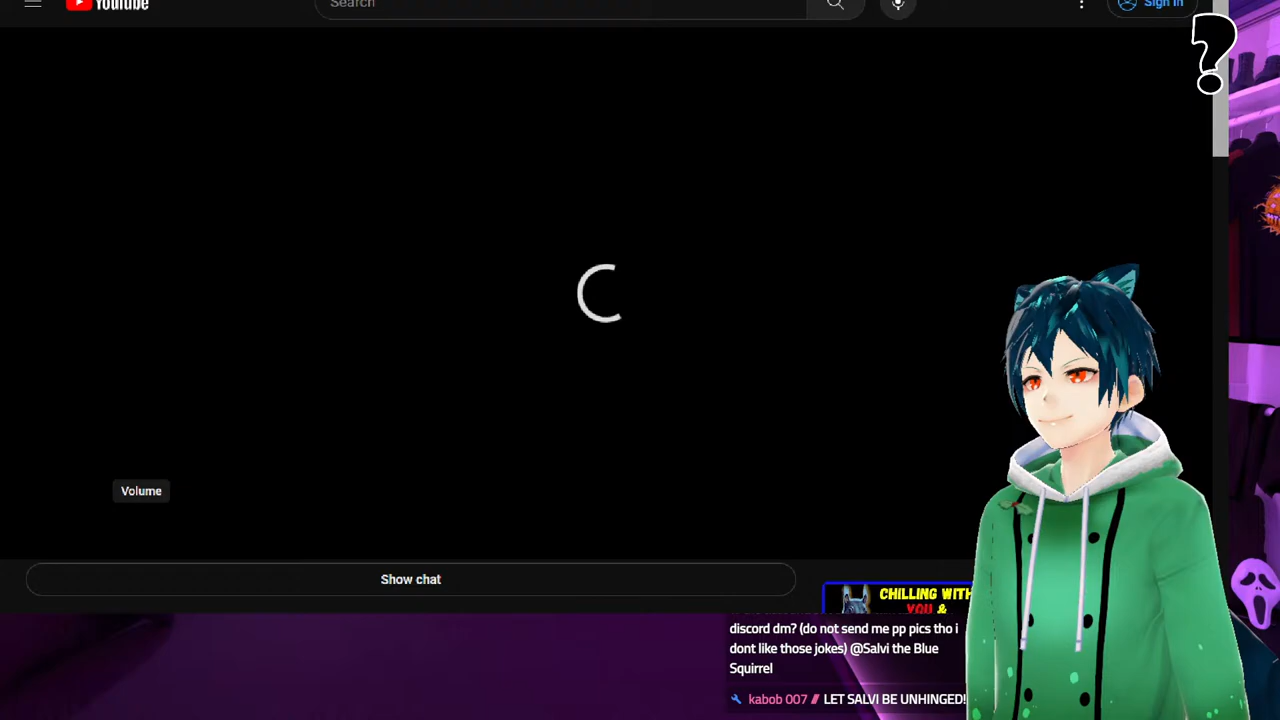 YouTube
Search
Sign in
?
Volume
Show chat
CHILLING WITH
YOU &
discord dm? (do not send me pp pics tho i
dont like those jokes) @Salvi the Blue
Squirrel
kabob 007 // LET SALVI BE UNHINGED!